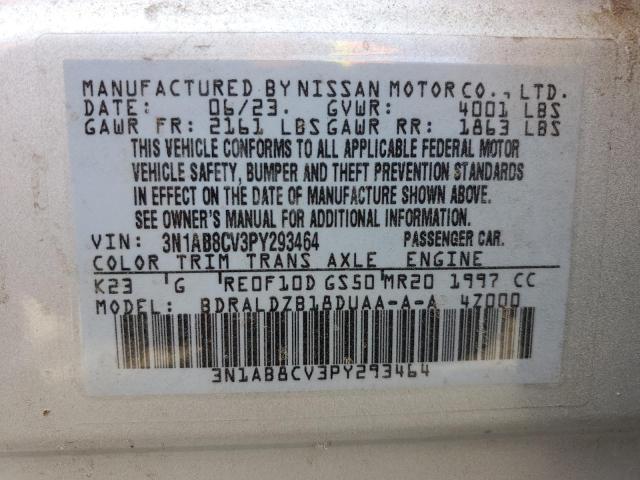 MANUFACTURED BY NISSAN MOTOR CO., LTD.
DATE: 06/23. GVWR: 4001 LBS
GAWR FR: 2161 LBS GAWR RR: 1863 LBS
THIS VEHICLE CONFORMS TO ALL APPLICABLE FEDERAL MOTOR
VEHICLE SAFETY, BUMPER AND THEFT PREVENTION STANDARDS
IN EFFECT ON THE DATE OF MANUFACTURE SHOWN ABOVE.
SEE OWNER'S MANUAL FOR ADDITIONAL INFORMATION.
VIN: 3N1AB8CV3PY293464 PASSENGER CAR.
COLOR TRIM TRANS AXLE ENGINE
K23 G RE0F10D GS50 MR20 1997 CC
MODEL: BDRALDZB18DUAA-A-A 4Z000
3N1AB8CV3PY293464